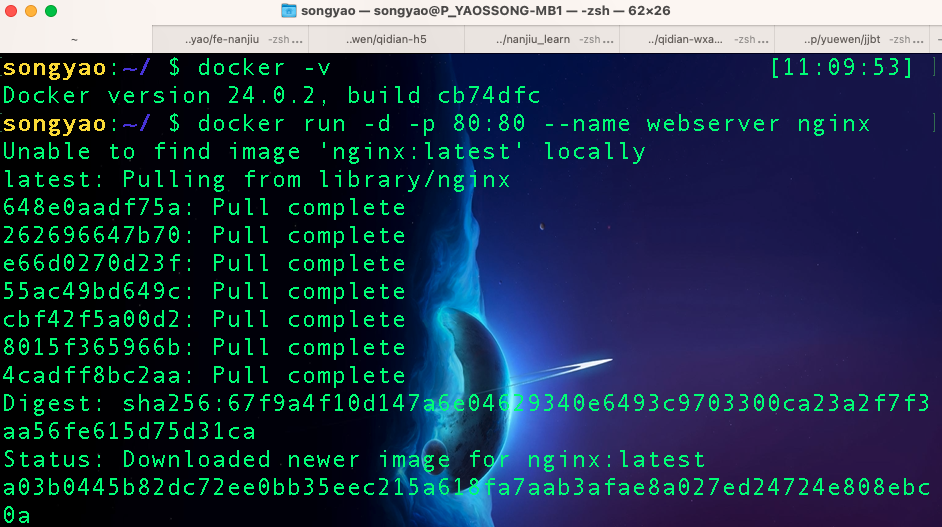 songyao — songyao@P_YAOSSONG-MB1 — -zsh — 62×26
~
..yao/fe-nanjiu -zsh...
..wen/qidian-h5
../nanjiu_learn -zsh...
../qidian-wxa... -zsh...
..p/yuewen/jjbt -zsh...
songyao:~/ $ docker -v [11:09:53]
Docker version 24.0.2, build cb74dfc
songyao:~/ $ docker run -d -p 80:80 --name webserver nginx
Unable to find image 'nginx:latest' locally
latest: Pulling from library/nginx
648e0aadf75a: Pull complete
262696647b70: Pull complete
e66d0270d23f: Pull complete
55ac49bd649c: Pull complete
cbf42f5a00d2: Pull complete
8015f365966b: Pull complete
4cadff8bc2aa: Pull complete
Digest: sha256:67f9a4f10d147a6e04629340e6493c9703300ca23a2f7f3
aa56fe615d75d31ca
Status: Downloaded newer image for nginx:latest
a03b0445b82dc72ee0bb35eec215a618fa7aab3afae8a027ed24724e808ebc
0a